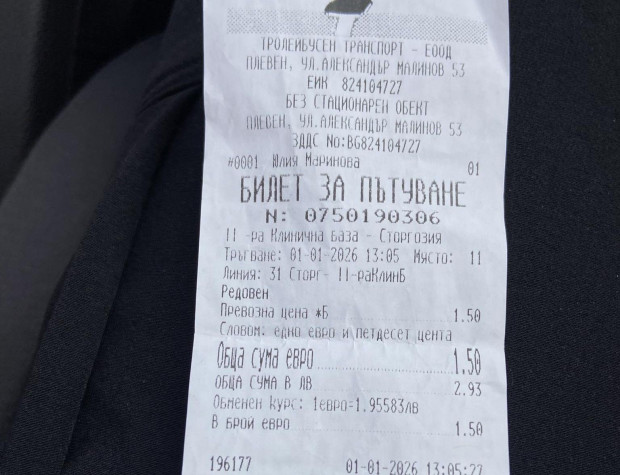 ТРОЛЕЙБУСЕН ТРАНСПОРТ - ЕООД
ПЛЕВЕН, УЛ.АЛЕКСАНДЪР МАЛИНОВ 53
ЕИК 824104727
БЕЗ СТАЦИОНАРЕН ОБЕКТ
ПЛЕВЕН, УЛ.АЛЕКСАНДЪР МАЛИНОВ 53
ЗДДС No:BG824104727
#0001 Юлия Маринова 01
БИЛЕТ ЗА ПЪТУВАНЕ
N: 0750190306
II -ра Клинична база - Сторгозия
Тръгване: 01-01-2026 13:05 Място: 11
Линия: 31 Сторг- II-раКлинБ
Редовен
Превозна цена *Б 1.50
Словом: едно евро и петдесет цента
Обща сума евро 1.50
ОБЩА СУМА В ЛВ 2.93
Обменен курс: 1евро=1.95583лв
В БРОЙ ЕВРО 1.50
196177 01-01-2026 13:05:27